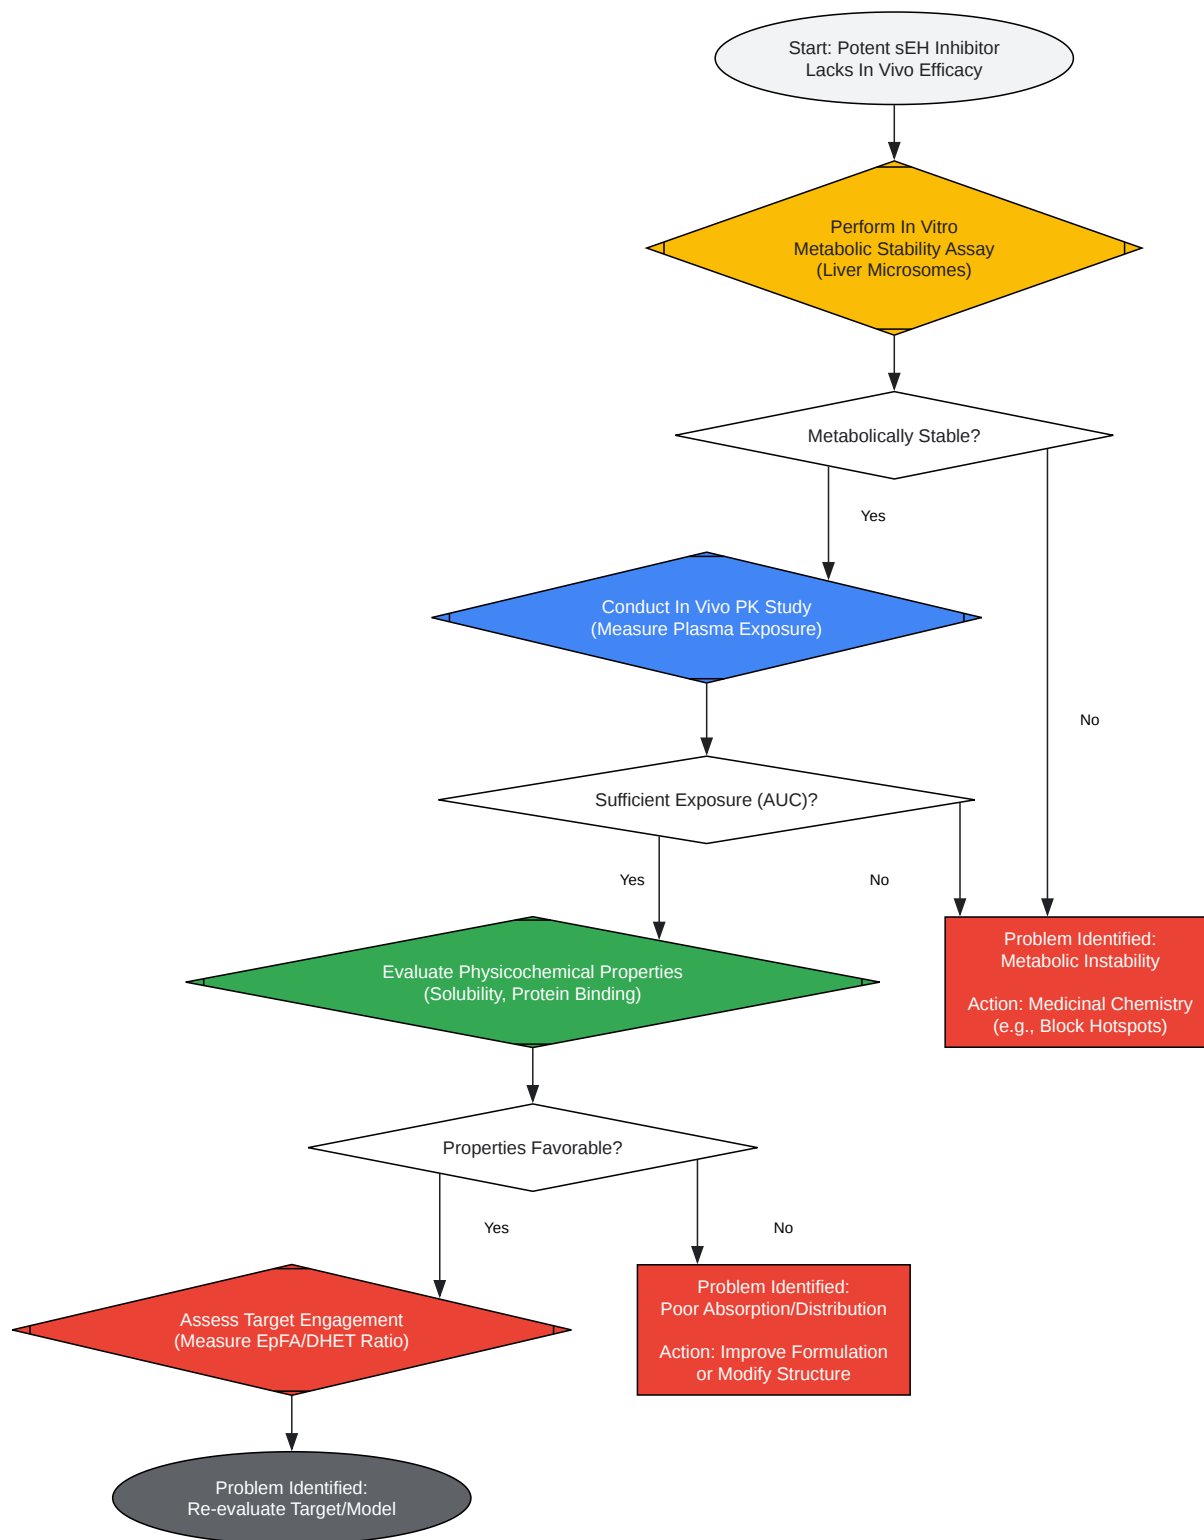 Start: Potent sEH Inhibitor
Lacks In Vivo Efficacy
Perform In Vitro
Metabolic Stability Assay
(Liver Microsomes)
Metabolically Stable?
Yes
Conduct In Vivo PK Study
(Measure Plasma Exposure)
No
Sufficient Exposure (AUC)?
Yes
No
Problem Identified:
Metabolic Instability
Action: Medicinal Chemistry
(e.g., Block Hotspots)
Evaluate Physicochemical Properties
(Solubility, Protein Binding)
Properties Favorable?
Yes
No
Problem Identified:
Poor Absorption/Distribution
Action: Improve Formulation
or Modify Structure
Assess Target Engagement
(Measure EpFA/DHET Ratio)
Problem Identified:
Re-evaluate Target/Model